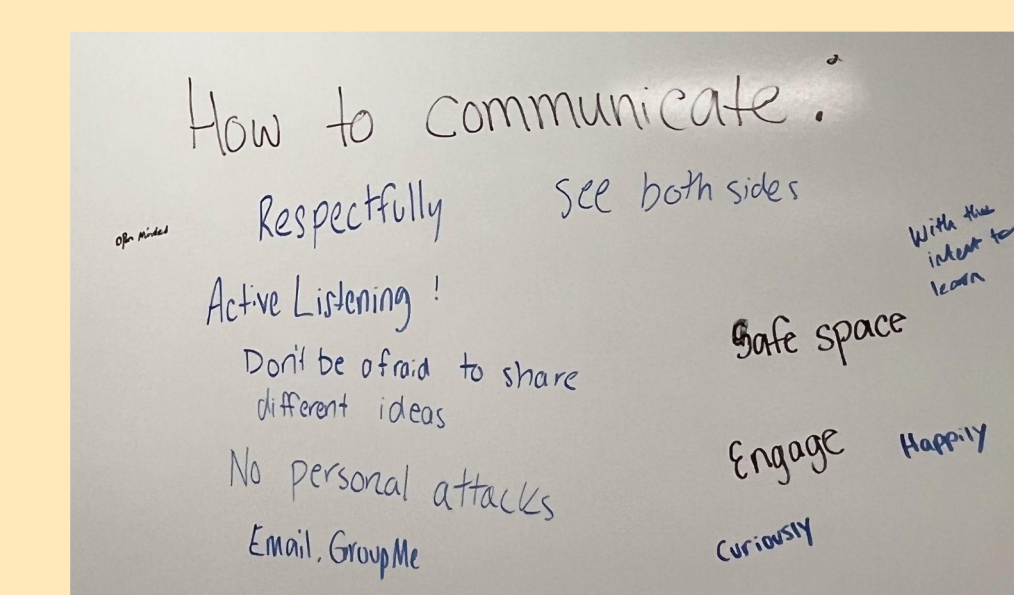 How to communicate:
Respectfully
See both sides
Open Minded
With the
intent to
learn
Active Listening!
Safe space
Don't be afraid to share
different ideas
Engage
Happily
No personal attacks
Email, GroupMe
Curiously